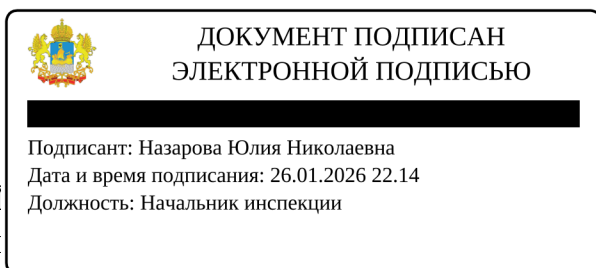 ДОКУМЕНТ ПОДПИСАН
ЭЛЕКТРОННОЙ ПОДПИСЬЮ
Подписант: Назарова Юлия Николаевна
Дата и время подписания: 26.01.2026 22.14
Должность: Начальник инспекции